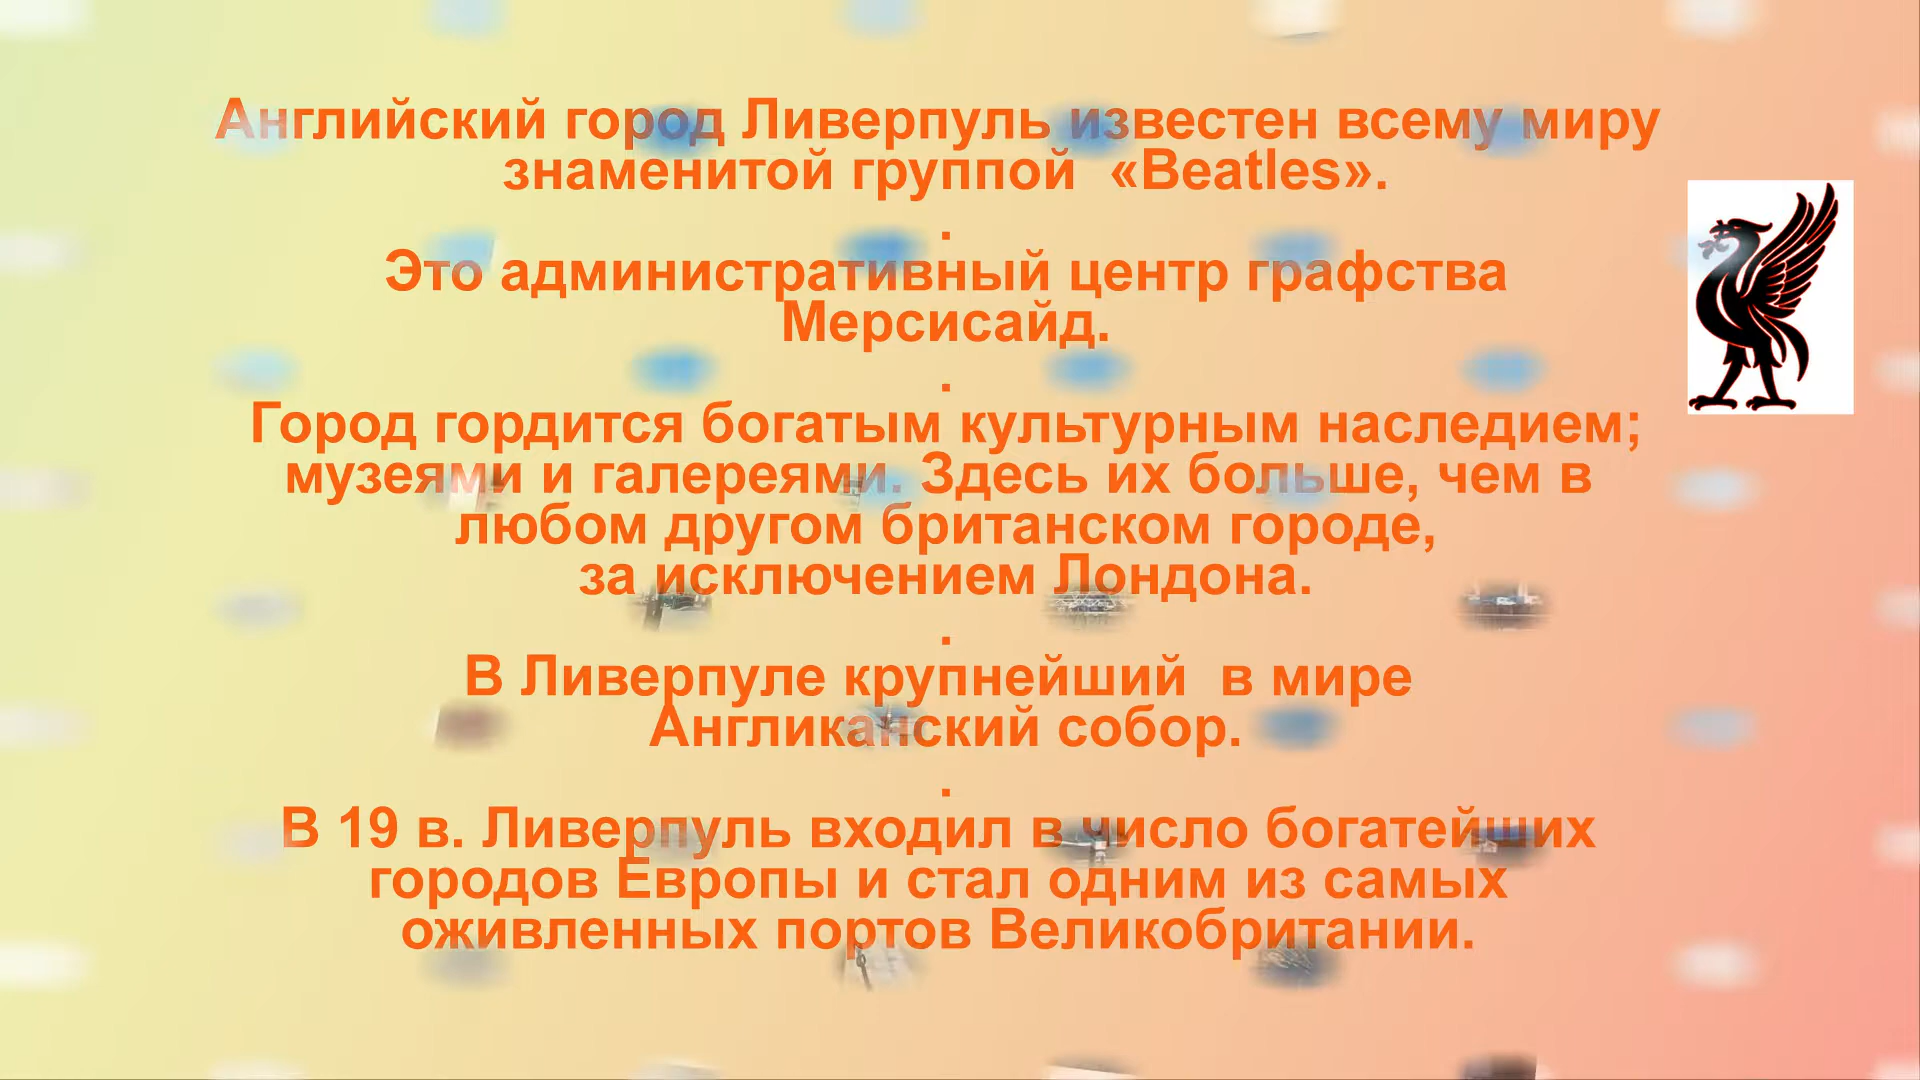 Английский город Ливерпуль известен всему миру
знаменитой группой «Beatles».
.
Это административный центр графства
Мерсисайд.
.
Город гордится богатым культурным наследием;
музеями и галереями. Здесь их больше, чем в
любом другом британском городе,
за исключением Лондона.
.
В Ливерпуле крупнейший в мире
Англиканский собор.
.
В 19 в. Ливерпуль входил в число богатейших
городов Европы и стал одним из самых
оживленных портов Великобритании.